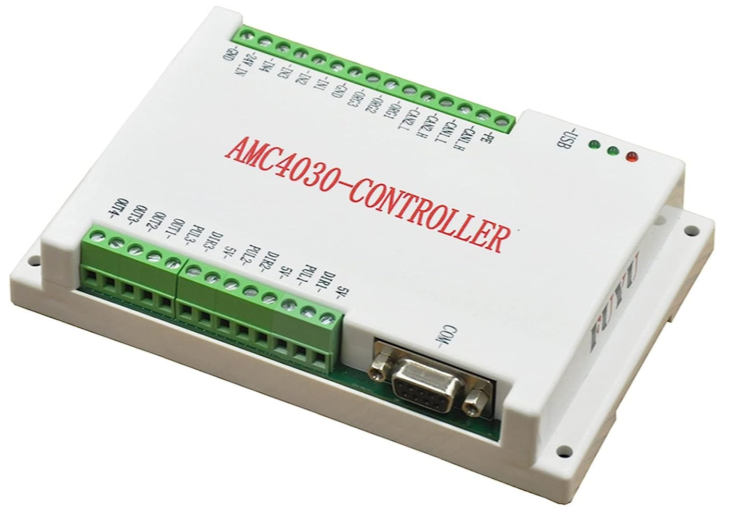 -GND
-24V_IN
-IN4
-IN3
-IN2
-IN1
-GND
-ORG3
-ORG2
-ORG1
-CAN2_L
-CAN2_H
-CAN1_L
-CAN1_H
-PE
-USB
AMC4030-CONTROLLER
FUYU
OUT4-
OUT3-
OUT2-
OUT1-
PUL3-
DIR3-
5V-
PUL2-
DIR2-
5V-
PUL1-
DIR1-
5V-
COM-